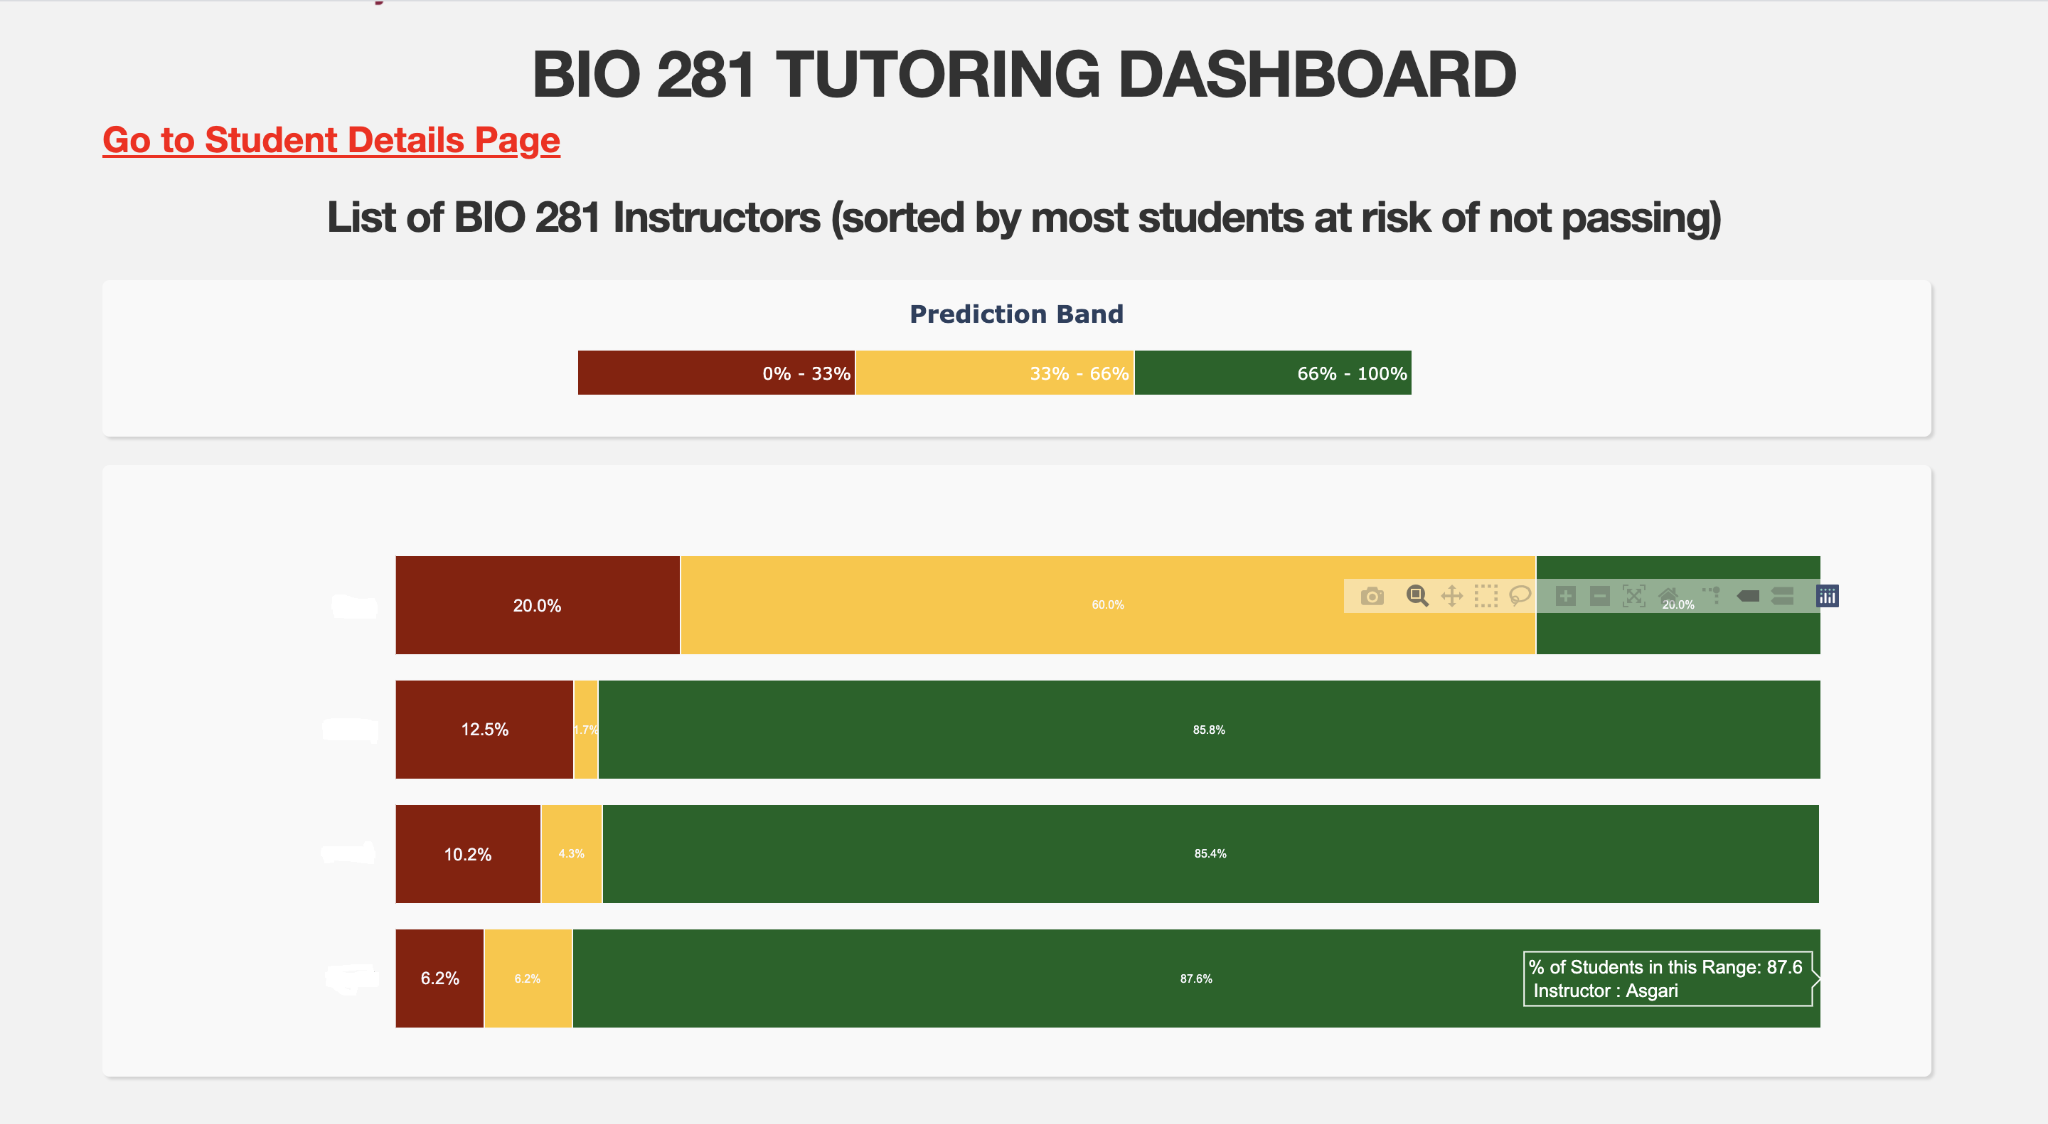 BIO 281 TUTORING DASHBOARD
Go to Student Details Page
List of BIO 281 Instructors (sorted by most students at risk of not passing)
Prediction Band
0% - 33% 33% - 66% 66% - 100%
20.0% 60.0% 20.0%
12.5% 1.7% 85.8%
10.2% 4.3% 85.4%
6.2% 6.2% 87.6%
% of Students in this Range: 87.6
Instructor : Asgari